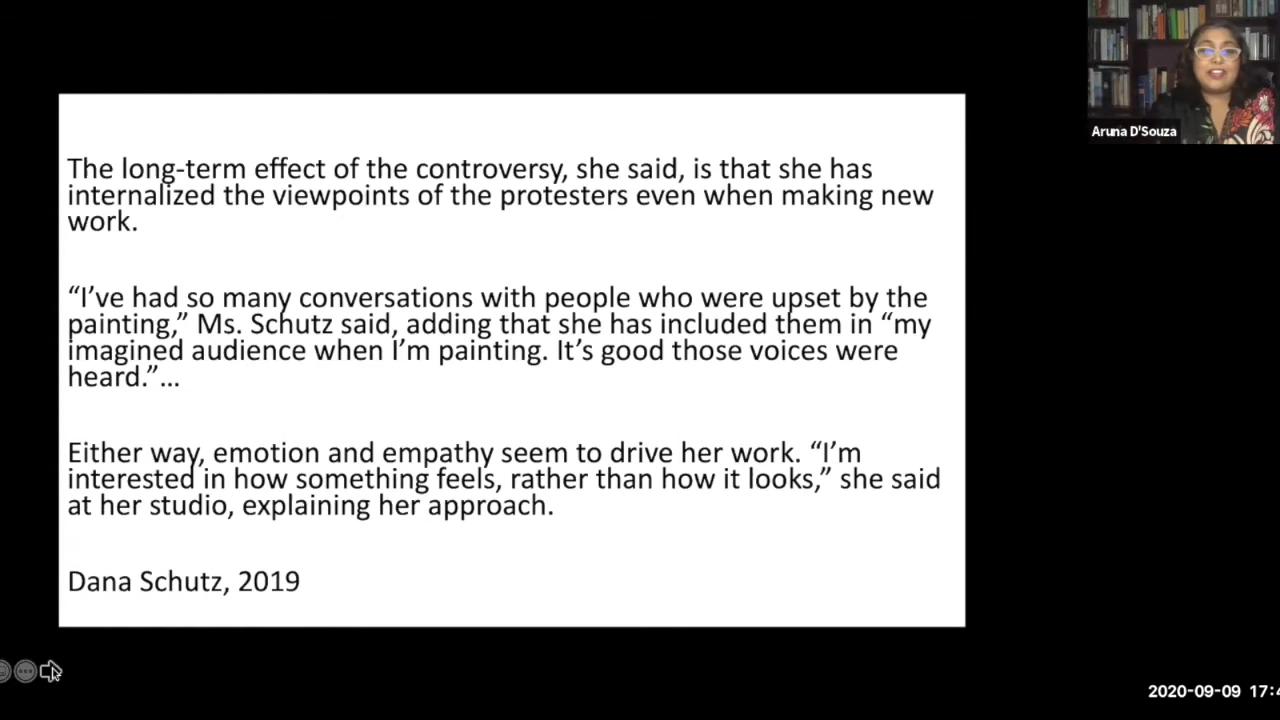 Aruna D'Souza
The long-term effect of the controversy, she said, is that she has
internalized the viewpoints of the protesters even when making new
work.
“I’ve had so many conversations with people who were upset by the
painting,” Ms. Schutz said, adding that she has included them in “my
imagined audience when I’m painting. It’s good those voices were
heard.”…
Either way, emotion and empathy seem to drive her work. “I’m
interested in how something feels, rather than how it looks,” she said
at her studio, explaining her approach.
Dana Schutz, 2019
2020-09-09